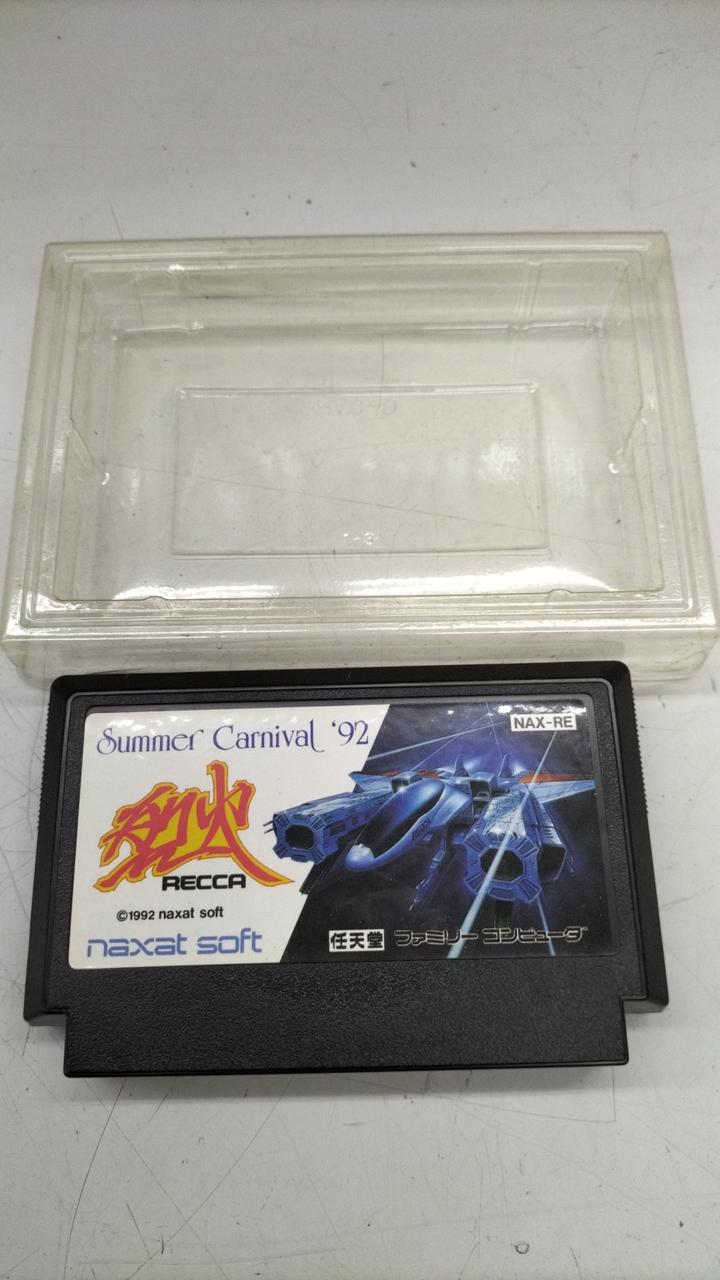 Summer Carnival '92
NAX-RE
烈火
RECCA
©1992 naxat soft
naxat soft
任天堂 ファミリーコンピュータ